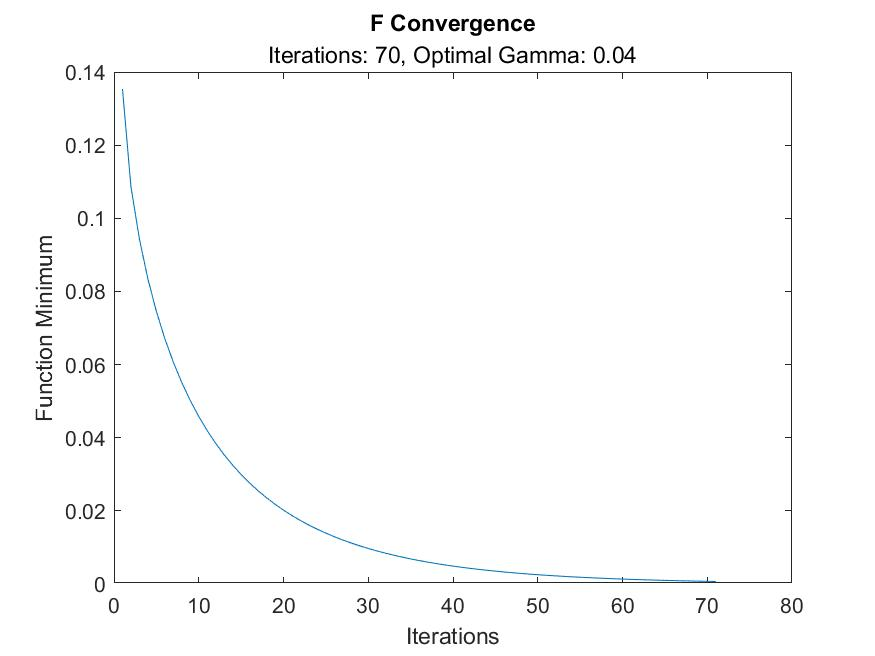 F Convergence
Iterations: 70, Optimal Gamma: 0.04
0.14
0.12
0.1
0.08
0.06
0.04
0.02
0
Function Minimum
0 10 20 30 40 50 60 70 80
Iterations